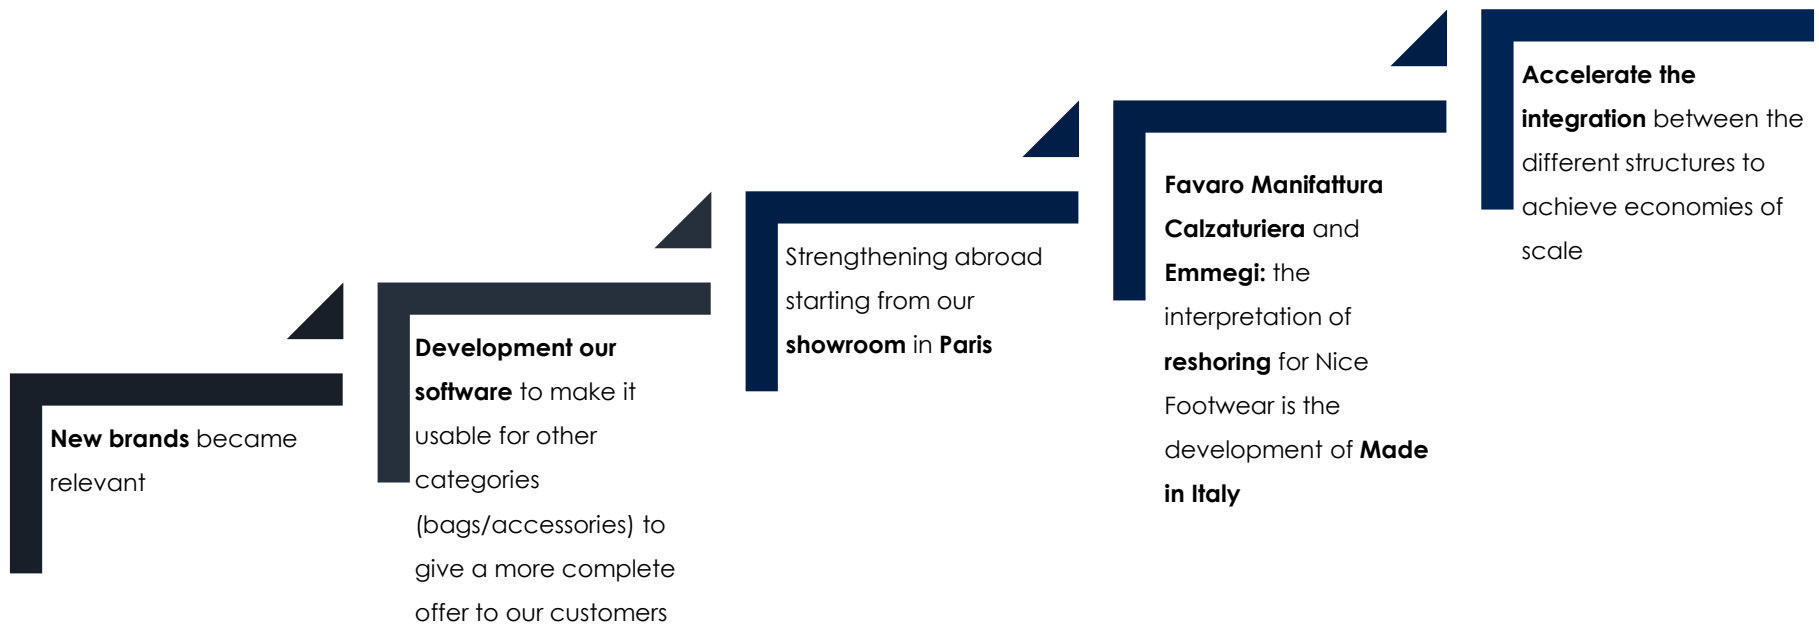 New brands became
relevant
Development our
software to make it
usable for other
categories
(bags/accessories) to
give a more complete
offer to our customers
Strengthening abroad
starting from our
showroom in Paris
Favaro Manifattura
Calzaturiera and
Emmegi: the
interpretation of
reshoring for Nice
Footwear is the
development of Made
in Italy
Accelerate the
integration between the
different structures to
achieve economies of
scale